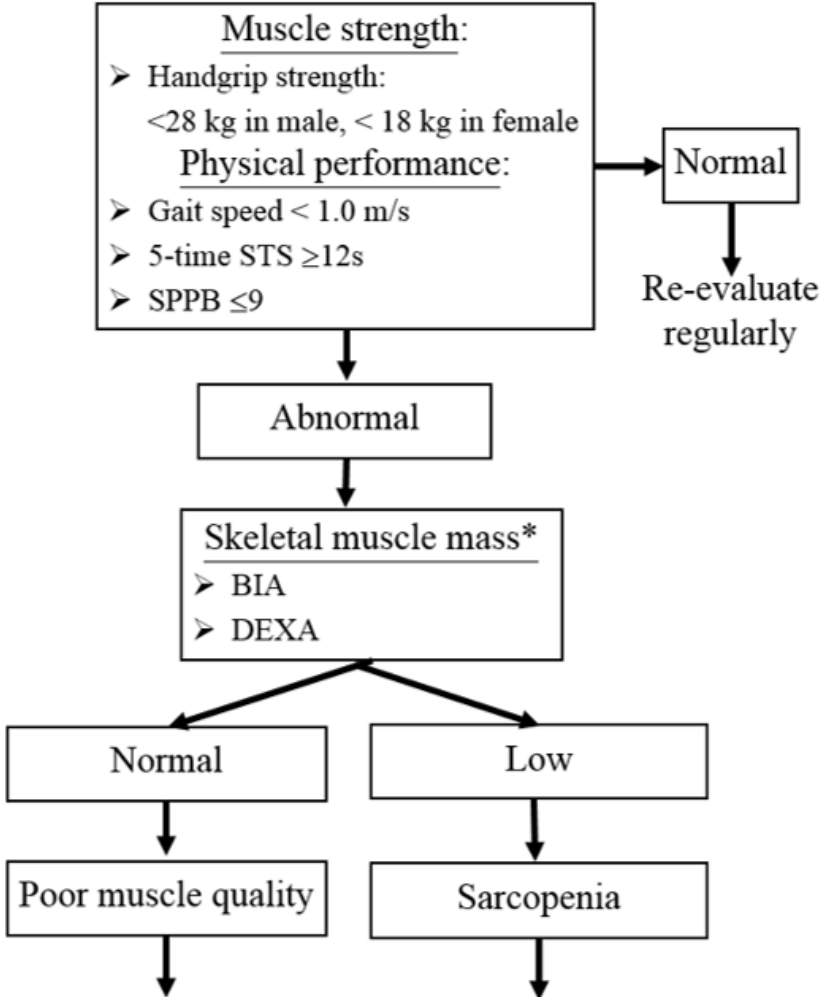 Muscle strength:
➢ Handgrip strength:
<28 kg in male, < 18 kg in female
Physical performance:
➢ Gait speed < 1.0 m/s
➢ 5-time STS ≥12s
➢ SPPB ≤9
Normal
Re-evaluate
regularly
Abnormal
Skeletal muscle mass*
➢ BIA
➢ DEXA
Normal
Low
Poor muscle quality
Sarcopenia